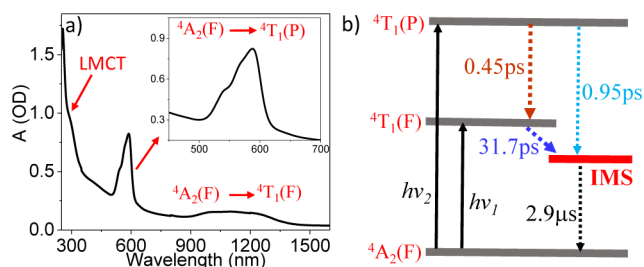 a)
A (OD)
1.5
1.0
0.5
0.0
300
600
900
1200
1500
Wavelength (nm)
LMCT
⁴A₂(F) → ⁴T₁(P)
0.9
0.6
0.3
500
600
700
⁴A₂(F) → ⁴T₁(F)
b)
⁴T₁(P)
0.45ps
0.95ps
⁴T₁(F)
31.7ps
IMS
hν₂
hν₁
2.9μs
⁴A₂(F)